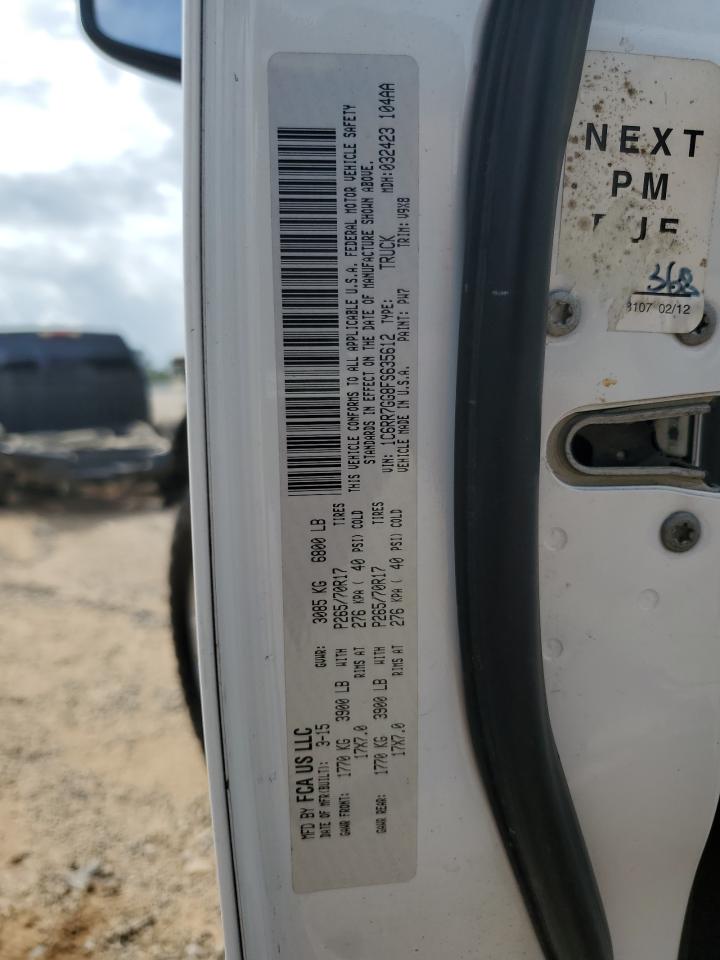 MFD BY FCA US LLC
DATE OF MFR(BUILT): 3-15 GVWR: 3085 KG 6800 LB
GAWR FRONT: 1770 KG 3900 LB WITH P265/70R17 TIRES
17X7.0 RIMS AT 276 KPA ( 40 PSI) COLD
GAWR REAR: 1770 KG 3900 LB WITH P265/70R17 TIRES
17X7.0 RIMS AT 276 KPA ( 40 PSI) COLD
THIS VEHICLE CONFORMS TO ALL APPLICABLE U.S.A. FEDERAL MOTOR VEHICLE SAFETY
STANDARDS IN EFFECT ON THE DATE OF MANUFACTURE SHOWN ABOVE.
VIN: 1C6RR7GG8FS635612 TYPE: TRUCK MDH:032423 104AA
VEHICLE MADE IN U.S.A. PAINT: PW7 TRIM: V9X8
NEXT
PM
368
3107 02/12